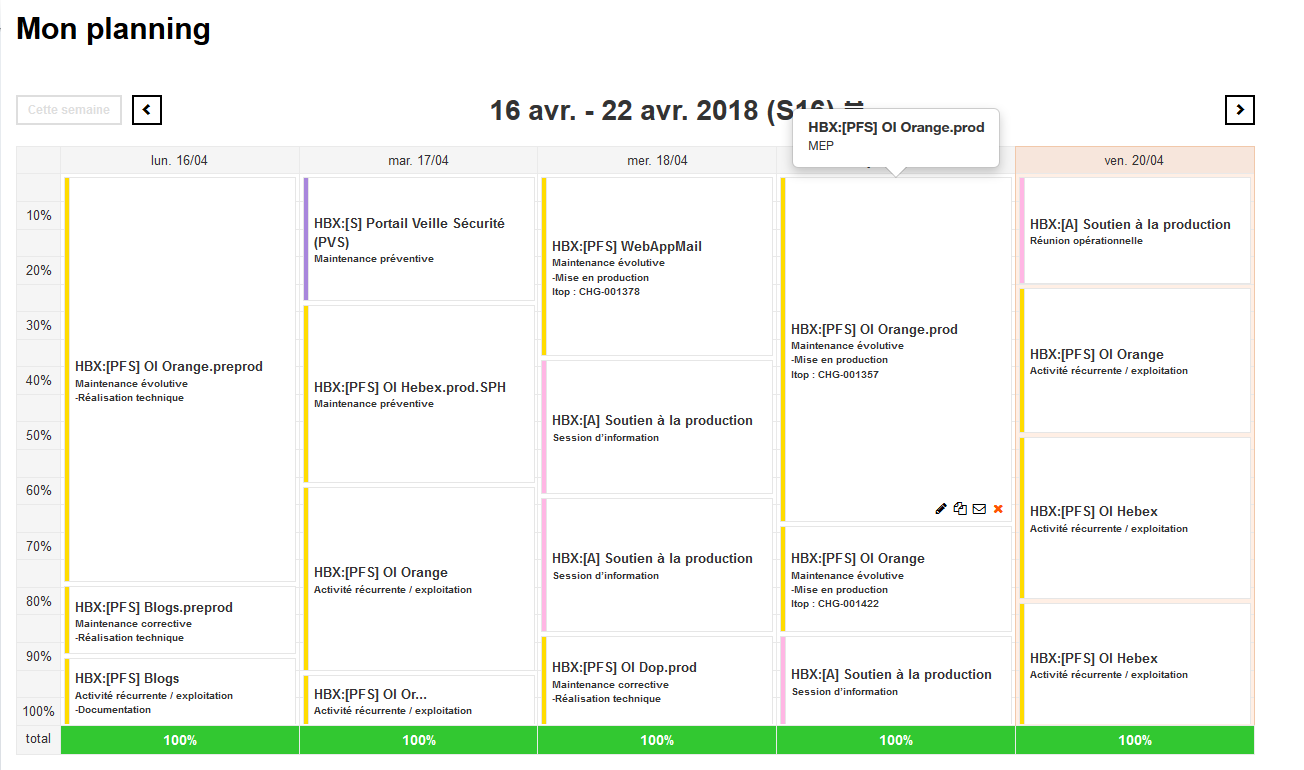 Mon planning
Cette semaine
16 avr. - 22 avr. 2018 (S16)
HBX:[PFS] OI Orange.prod
MEP
lun. 16/04
mar. 17/04
mer. 18/04
ven. 20/04
10%
20%
30%
40%
50%
60%
70%
80%
90%
100%
total
HBX:[PFS] OI Orange.preprod
Maintenance évolutive
-Réalisation technique
HBX:[PFS] Blogs.preprod
Maintenance corrective
-Réalisation technique
HBX:[PFS] Blogs
Activité récurrente / exploitation
-Documentation
100%
HBX:[S] Portail Veille Sécurité
(PVS)
Maintenance préventive
HBX:[PFS] OI Hebex.prod.SPH
Maintenance préventive
HBX:[PFS] OI Orange
Activité récurrente / exploitation
HBX:[PFS] OI Or...
Activité récurrente / exploitation
100%
HBX:[PFS] WebAppMail
Maintenance évolutive
-Mise en production
Itop : CHG-001378
HBX:[A] Soutien à la production
Session d'information
HBX:[A] Soutien à la production
Session d'information
HBX:[PFS] OI Dop.prod
Maintenance corrective
-Réalisation technique
100%
HBX:[PFS] OI Orange.prod
Maintenance évolutive
-Mise en production
Itop : CHG-001357
HBX:[PFS] OI Orange
Maintenance évolutive
-Mise en production
Itop : CHG-001422
HBX:[A] Soutien à la production
Session d'information
100%
HBX:[A] Soutien à la production
Réunion opérationnelle
HBX:[PFS] OI Orange
Activité récurrente / exploitation
HBX:[PFS] OI Hebex
Activité récurrente / exploitation
HBX:[PFS] OI Hebex
Activité récurrente / exploitation
100%